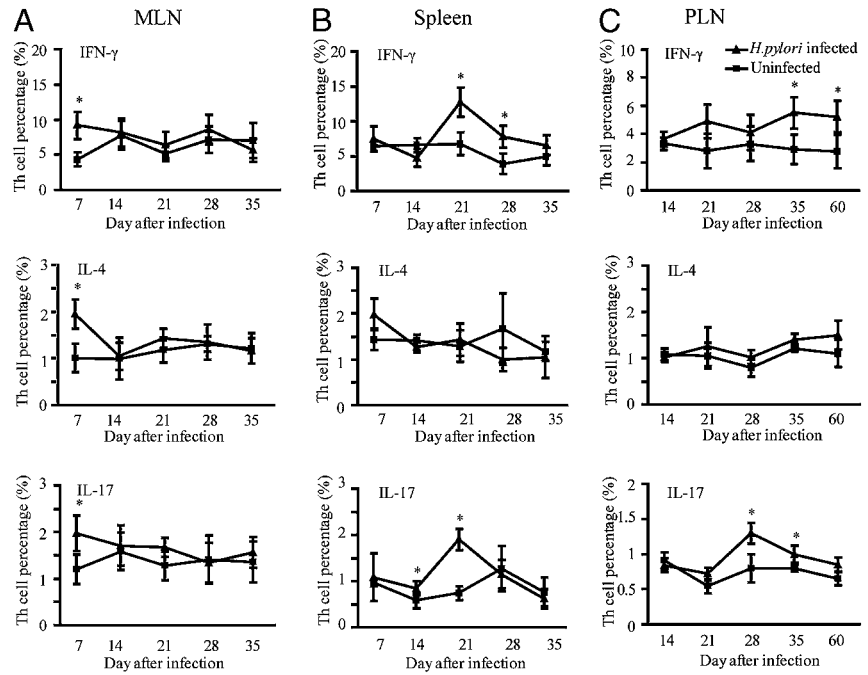 A MLN
B Spleen
C PLN
IFN-γ
Th cell percentage (%)
20
15
10
5
0
*
7 14 21 28 35
Day after infection
IFN-γ
Th cell percentage (%)
20
15
10
5
0
*
*
7 14 21 28 35
Day after infection
IFN-γ
H.pylori infected
Uninfected
Th cell percentage (%)
10
8
6
4
2
0
*
*
14 21 28 35 60
Day after infection
IL-4
Th cell percentage (%)
3
2
1
0
*
7 14 21 28 35
Day after infection
IL-4
Th cell percentage (%)
3
2
1
0
7 14 21 28 35
Day after infection
IL-4
Th cell percentage (%)
3
2
1
0
14 21 28 35 60
Day after infection
IL-17
Th cell percentage (%)
3
2
1
0
*
7 14 21 28 35
Day after infection
IL-17
Th cell percentage (%)
3
2
1
0
*
*
7 14 21 28 35
Day after infection
IL-17
Th cell percentage (%)
2
1.5
1
0.5
0
*
*
14 21 28 35 60
Day after infection